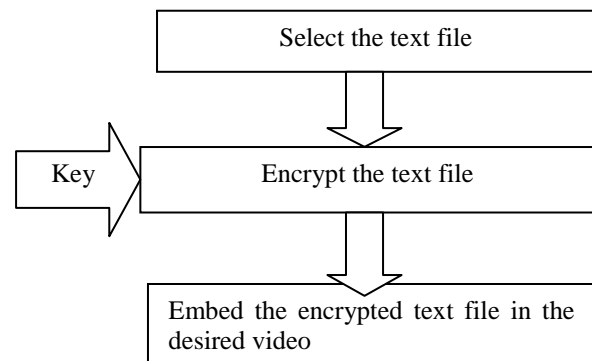 Select the text file
Key
Encrypt the text file
Embed the encrypted text file in the
desired video